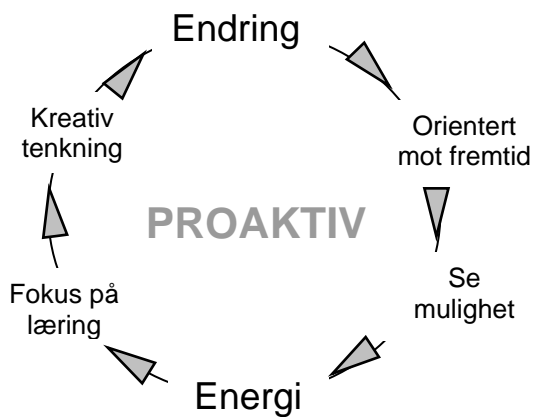 Endring
Orientert
mot fremtid
Se
mulighet
Energi
Fokus på
læring
Kreativ
tenkning
PROAKTIV